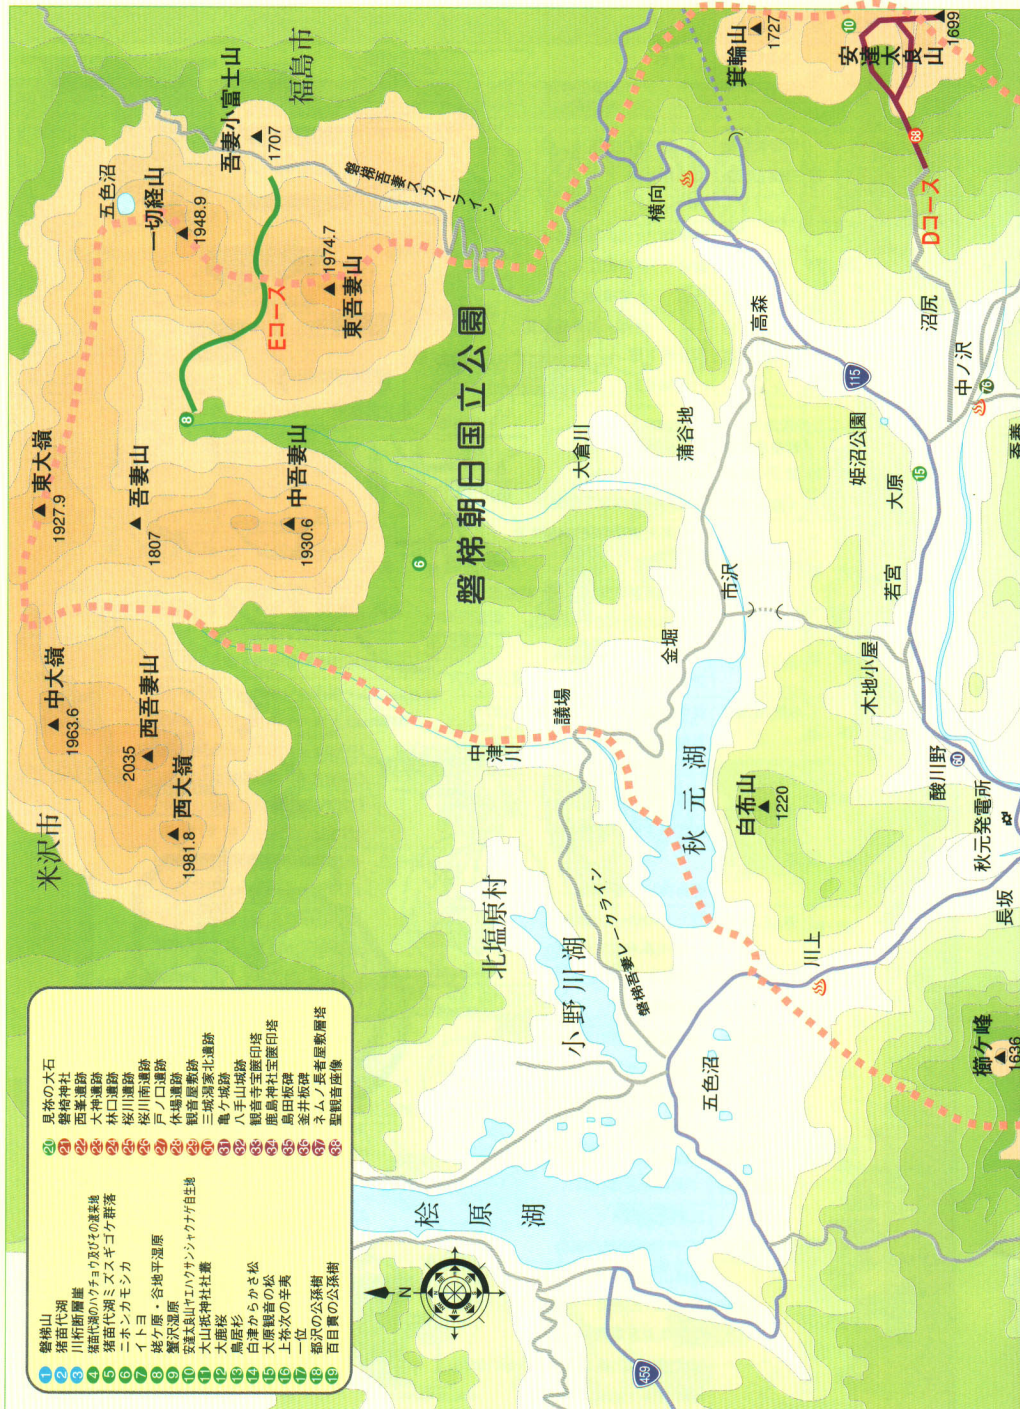 福島市
吾妻小富士山
1707
五色沼
一切経山
1948.9
磐梯吾妻スカイライン
1974.7
東吾妻山
Eコース
8
東大嶺
1927.9
吾妻山
1807
中吾妻山
1930.6
中大嶺
1963.6
西吾妻山
2035
西大嶺
1981.8
米沢市
箕輪山
1727
安達太良山
10
1699
68
Dコース
横向
沼尻
高森
中ノ沢
76
115
磐梯朝日国立公園
6
大倉川
蒲谷地
姫沼公園
大原
15
若宮
市沢
金堀
木地小屋
議場
中津川
秋元湖
白布山
1220
酸川野
60
秋元発電所
長坂
北塩原村
小野川湖
磐梯吾妻レークライン
川上
五色沼
櫛ケ峰
1636
桧原湖
N
459
1 磐梯山
2 猪苗代湖
3 川桁断層崖
4 猪苗代湖のハクチョウ及びその渡来地
5 猪苗代湖ミズスギゴケ群落
6 ニホンカモシカ
7 イトヨ
8 姥ケ原・谷地平湿原
9 蟹沢湿原
10 安達太良山ヤエハクサンシャクナゲ自生地
11 大山祇神社社叢
12 大鹿桜
13 鳥居杉
14 白津からかさ松
15 大原観音の松
16 上祢次の辛夷
17 一位
18 都沢の公孫樹
19 百目貫の公孫樹
20 見祢の大石
21 磐椅神社
22 西峯遺跡
23 大神遺跡
24 林口遺跡
25 桜川遺跡
26 桜川南遺跡
27 戸ノ口遺跡
28 休場遺跡
29 観音屋敷跡
30 三城潟家北遺跡
31 亀ケ城跡
32 八手山城跡
33 観音寺宝篋印塔
34 鹿島神社宝篋印塔
35 島田板碑
36 金井板碑
37 ネムノ長者屋敷層塔
38 聖観音座像